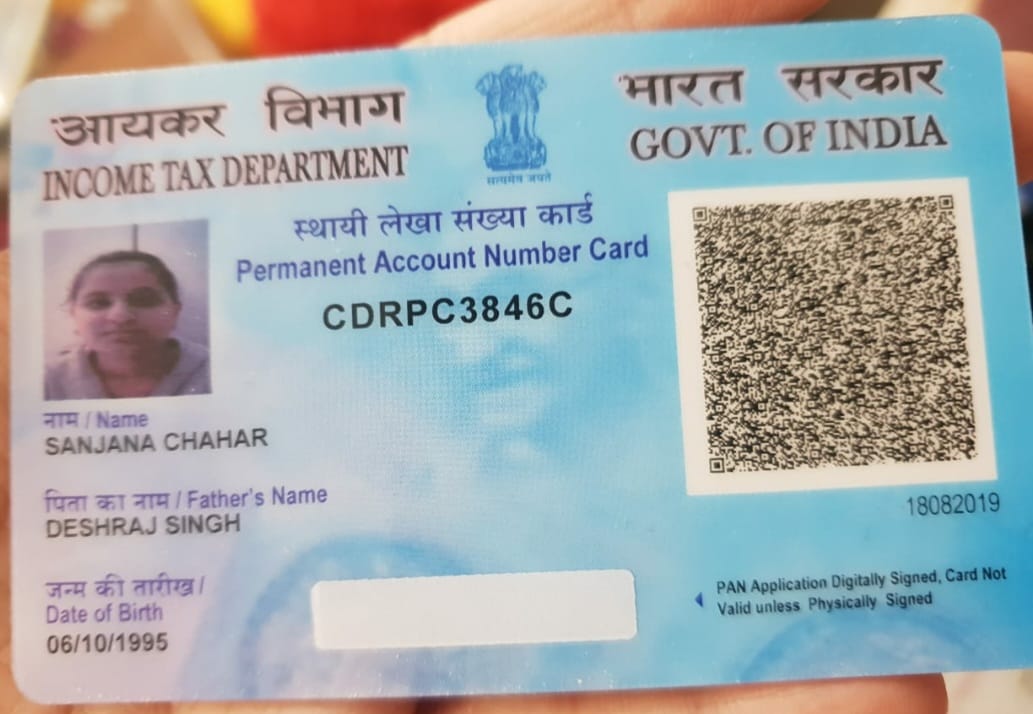 आयकर विभाग
INCOME TAX DEPARTMENT
सत्यमेव जयते
भारत सरकार
GOVT. OF INDIA
स्थायी लेखा संख्या कार्ड
Permanent Account Number Card
CDRPC3846C
नाम / Name
SANJANA CHAHAR
पिता का नाम / Father's Name
DESHRAJ SINGH
जन्म की तारीख /
Date of Birth
06/10/1995
18082019
PAN Application Digitally Signed, Card Not
Valid unless Physically Signed